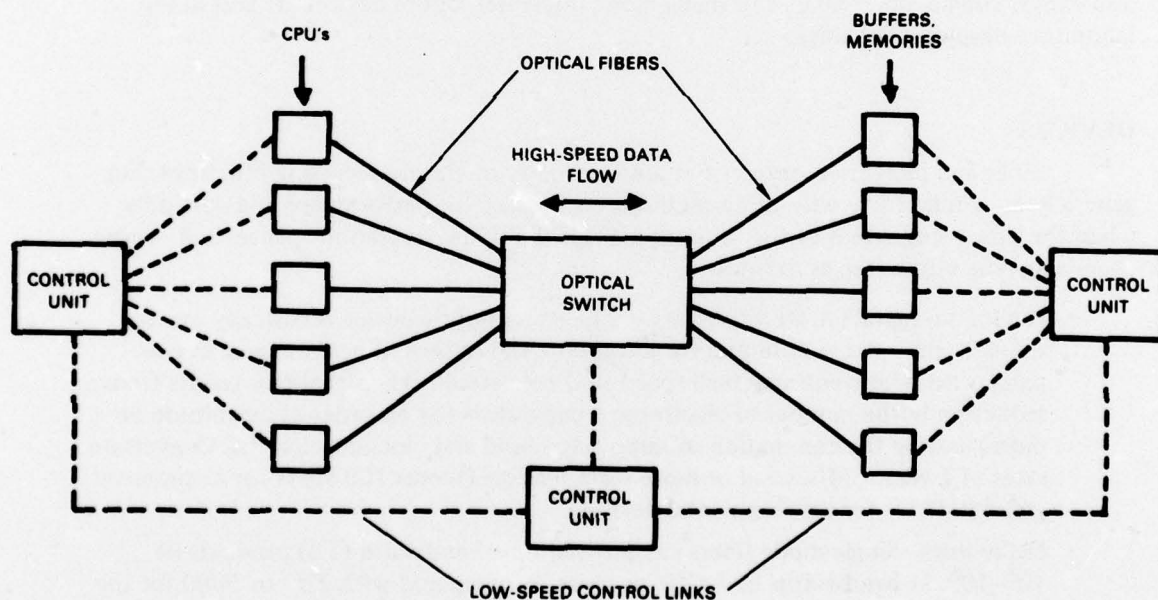 CPU's
BUFFERS,
MEMORIES
OPTICAL FIBERS
HIGH-SPEED DATA
FLOW
CONTROL
UNIT
OPTICAL
SWITCH
CONTROL
UNIT
CONTROL
UNIT
LOW-SPEED CONTROL LINKS